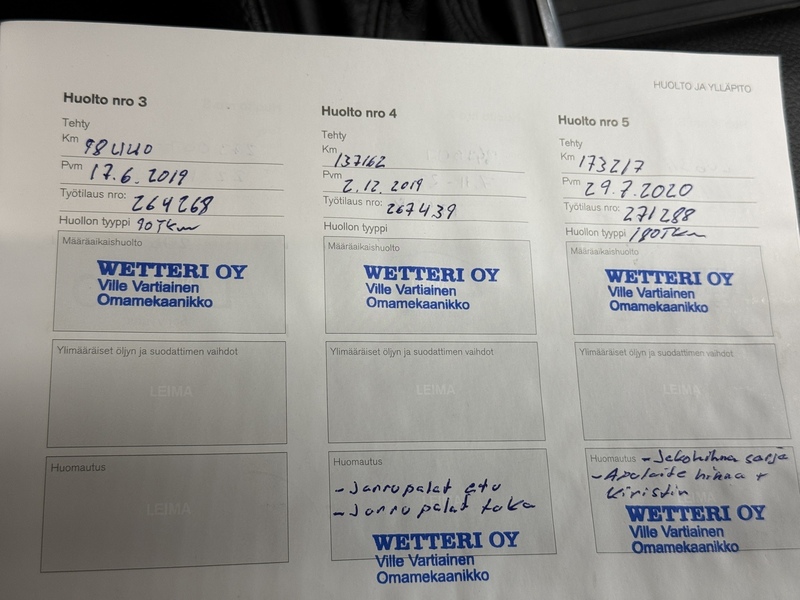 HUOLTO JA YLLÄPITO
Huolto nro 3
Tehty
Km 98440
Pvm 17.6.2019
Työtilaus nro: 264268
Huollon tyyppi 90Tkm
Määräaikaishuolto
WETTERI OY
Ville Vartiainen
Omamekaanikko
Ylimääräiset öljyn ja suodattimen vaihdot
LEIMA
Huomautus
LEIMA
Huolto nro 4
Tehty
Km 137162
Pvm 2.12.2019
Työtilaus nro: 267439
Huollon tyyppi
Määräaikaishuolto
WETTERI OY
Ville Vartiainen
Omamekaanikko
Ylimääräiset öljyn ja suodattimen vaihdot
LEIMA
Huomautus
- Jarrupalat etu
- Jarrupalat taka
WETTERI OY
Ville Vartiainen
Omamekaanikko
Huolto nro 5
Tehty
Km 173217
Pvm 29.7.2020
Työtilaus nro: 271288
Huollon tyyppi 180Tkm
Määräaikaishuolto
WETTERI OY
Ville Vartiainen
Omamekaanikko
Ylimääräiset öljyn ja suodattimen vaihdot
LEIMA
Huomautus - Jakohihna sarja
- Apulaite hihna +
kiristin
WETTERI OY
Ville Vartiainen
Omamekaanikko